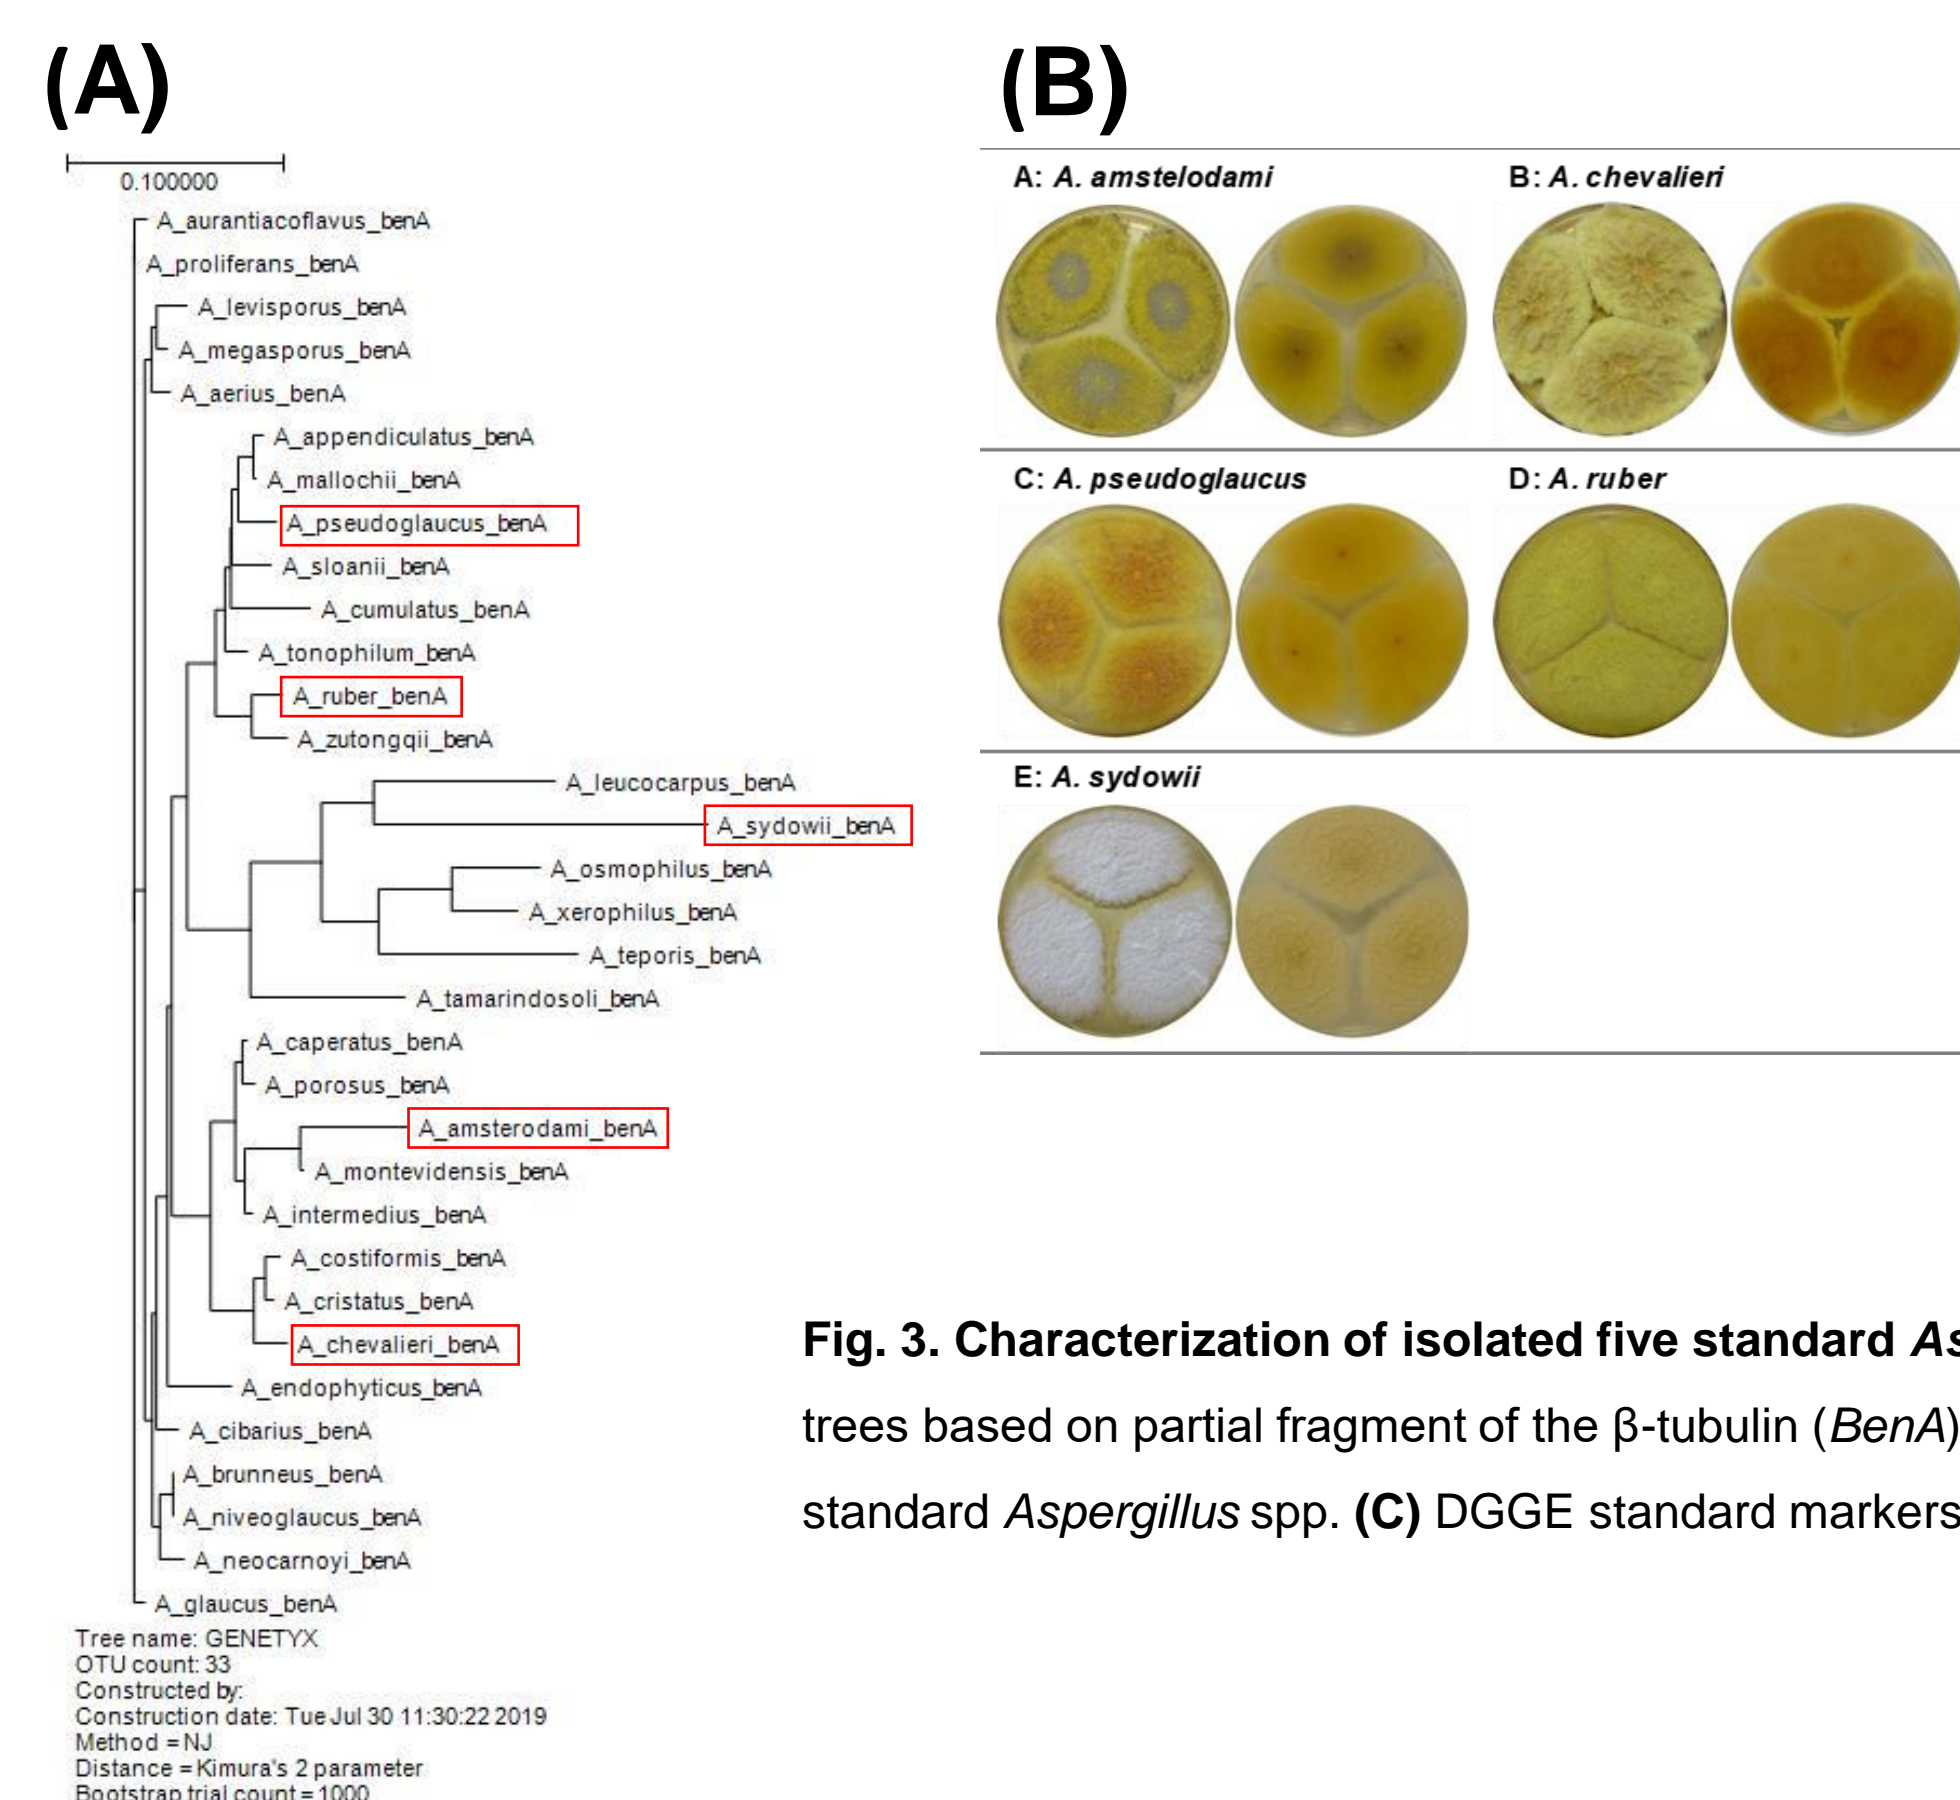 (A)
0.100000
A_aurantiacoflavus_benA
A_proliferans_benA
A_levisporus_benA
A_megasporus_benA
A_aerius_benA
A_appendiculatus_benA
A_mallochii_benA
A_pseudoglaucus_benA
A_sloanii_benA
A_cumulatus_benA
A_tonophilum_benA
A_ruber_benA
A_zutongqii_benA
A_leucocarpus_benA
A_sydowii_benA
A_osmophilus_benA
A_xerophilus_benA
A_teporis_benA
A_tamarindosoli_benA
A_caperatus_benA
A_porosus_benA
A_amsterodami_benA
A_montevidensis_benA
A_intermedius_benA
A_costiformis_benA
A_cristatus_benA
A_chevalieri_benA
A_endophyticus_benA
A_cibarius_benA
A_brunneus_benA
A_niveoglaucus_benA
A_neocarnoyi_benA
A_glaucus_benA
Tree name: GENETYX
OTU count: 33
Constructed by:
Construction date: Tue Jul 30 11:30:22 2019
Method = NJ
Distance = Kimura's 2 parameter
Bootstrap trial count = 1000
(B)
A: A. amstelodami
B: A. chevalieri
C: A. pseudoglaucus
D: A. ruber
E: A. sydowii
Fig. 3. Characterization of isolated five standard As
trees based on partial fragment of the β-tubulin (BenA)
standard Aspergillus spp. (C) DGGE standard markers